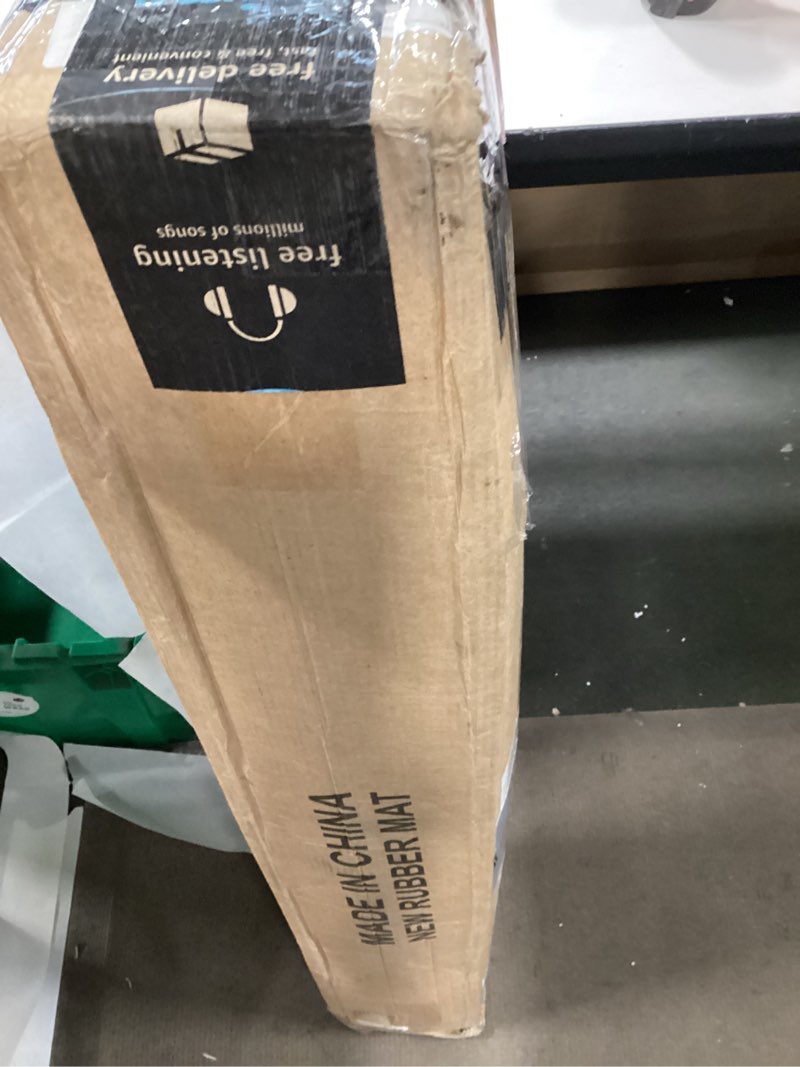 free delivery
fast, free & convenient
free listening
millions of songs
MADE IN CHINA
NEW RUBBER MAT